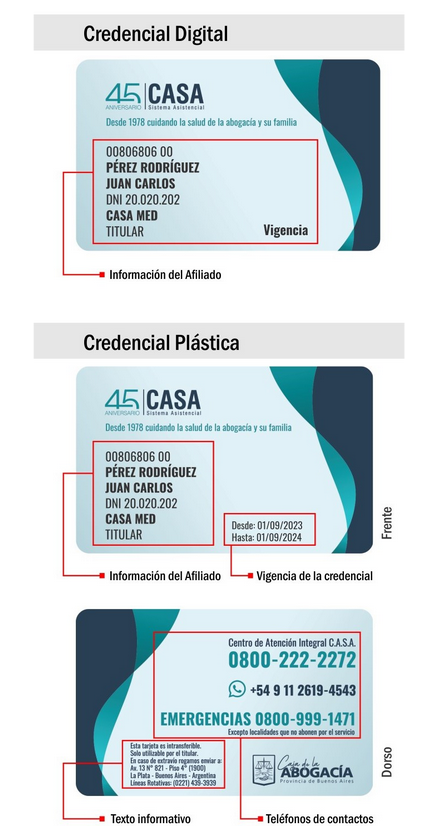 Credencial Digital
45 ANIVERSARIO CASA Sistema Asistencial
Desde 1978 cuidando la salud de la abogacía y su familia
00806806 00
PÉREZ RODRÍGUEZ
JUAN CARLOS
DNI 20.020.202
CASA MED
TITULAR
Vigencia
Información del Afiliado
Credencial Plástica
45 ANIVERSARIO CASA Sistema Asistencial
Desde 1978 cuidando la salud de la abogacía y su familia
00806806 00
PÉREZ RODRÍGUEZ
JUAN CARLOS
DNI 20.020.202
CASA MED
TITULAR
Desde: 01/09/2023
Hasta: 01/09/2024
Frente
Información del Afiliado
Vigencia de la credencial
Centro de Atención Integral C.A.S.A.
0800-222-2272
+54 9 11 2619-4543
EMERGENCIAS 0800-999-1471
Excepto localidades que no abonen por el servicio
Esta tarjeta es intransferible.
Solo utilizable por el titular.
En caso de extravío rogamos enviar a:
Av. 13 N° 821 - Piso 4° (1900)
La Plata - Buenos Aires - Argentina
Líneas Rotativas: (0221) 439-3939
Caja de la
ABOGACÍA
Provincia de Buenos Aires
Dorso
Texto informativo
Teléfonos de contactos